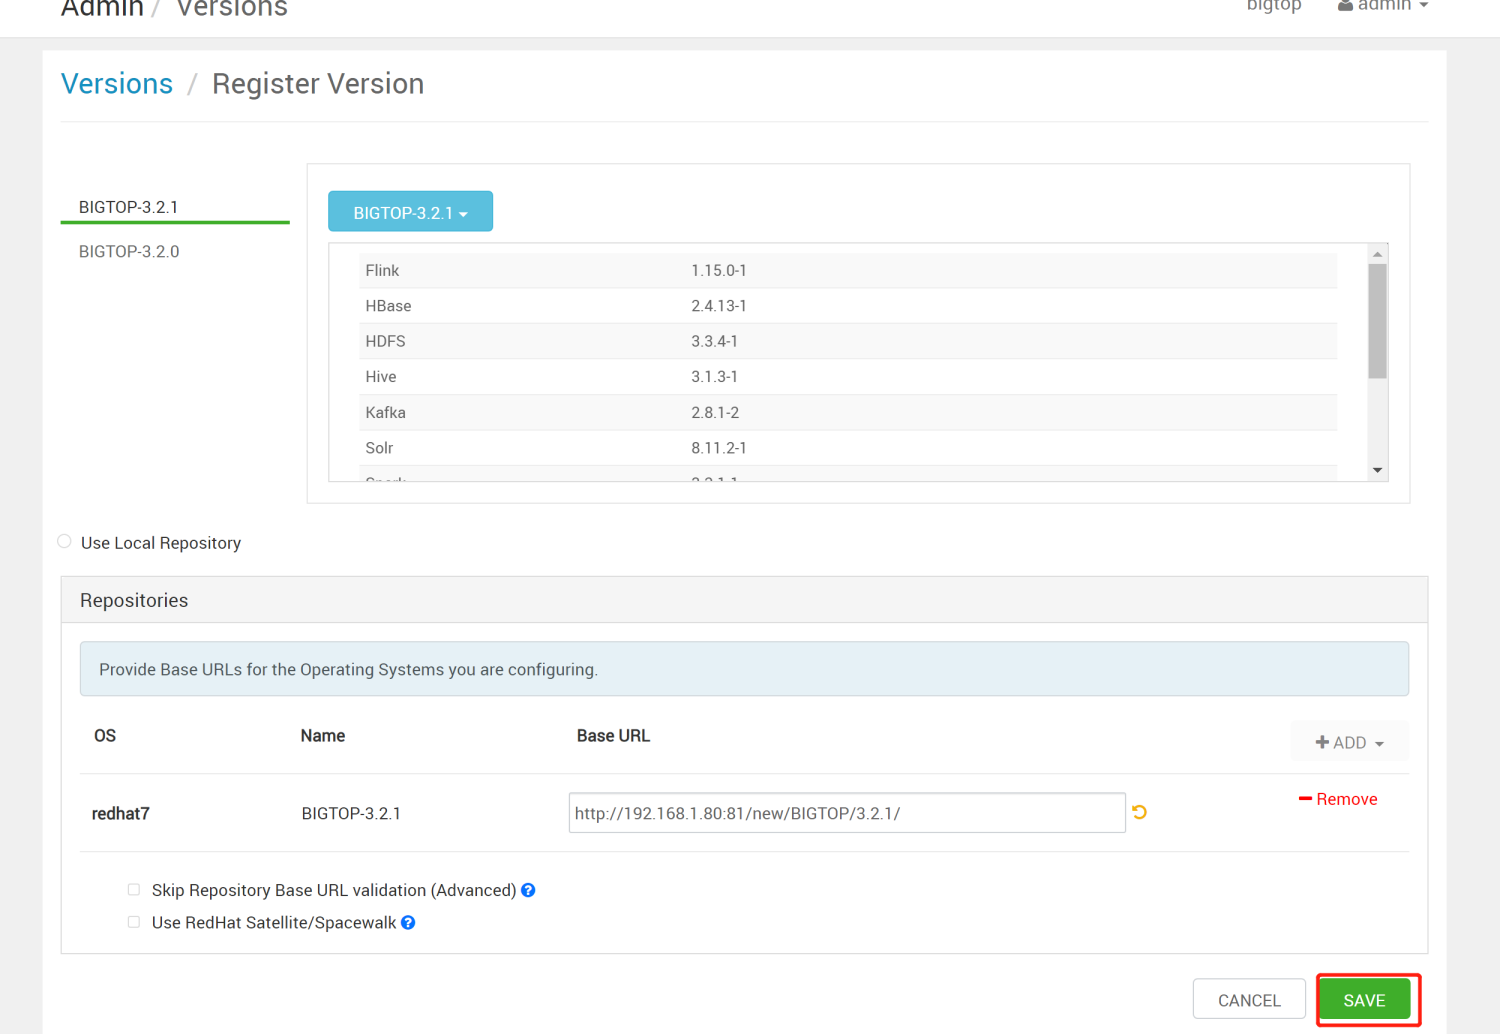 Admin / Versions
bigtop admin
Versions / Register Version
BIGTOP-3.2.1
BIGTOP-3.2.0
BIGTOP-3.2.1
Flink 1.15.0-1
HBase 2.4.13-1
HDFS 3.3.4-1
Hive 3.1.3-1
Kafka 2.8.1-2
Solr 8.11.2-1
Use Local Repository
Repositories
Provide Base URLs for the Operating Systems you are configuring.
OS Name Base URL
ADD
redhat7 BIGTOP-3.2.1 http://192.168.1.80:81/new/BIGTOP/3.2.1/
Remove
Skip Repository Base URL validation (Advanced) ?
Use RedHat Satellite/Spacewalk ?
CANCEL SAVE